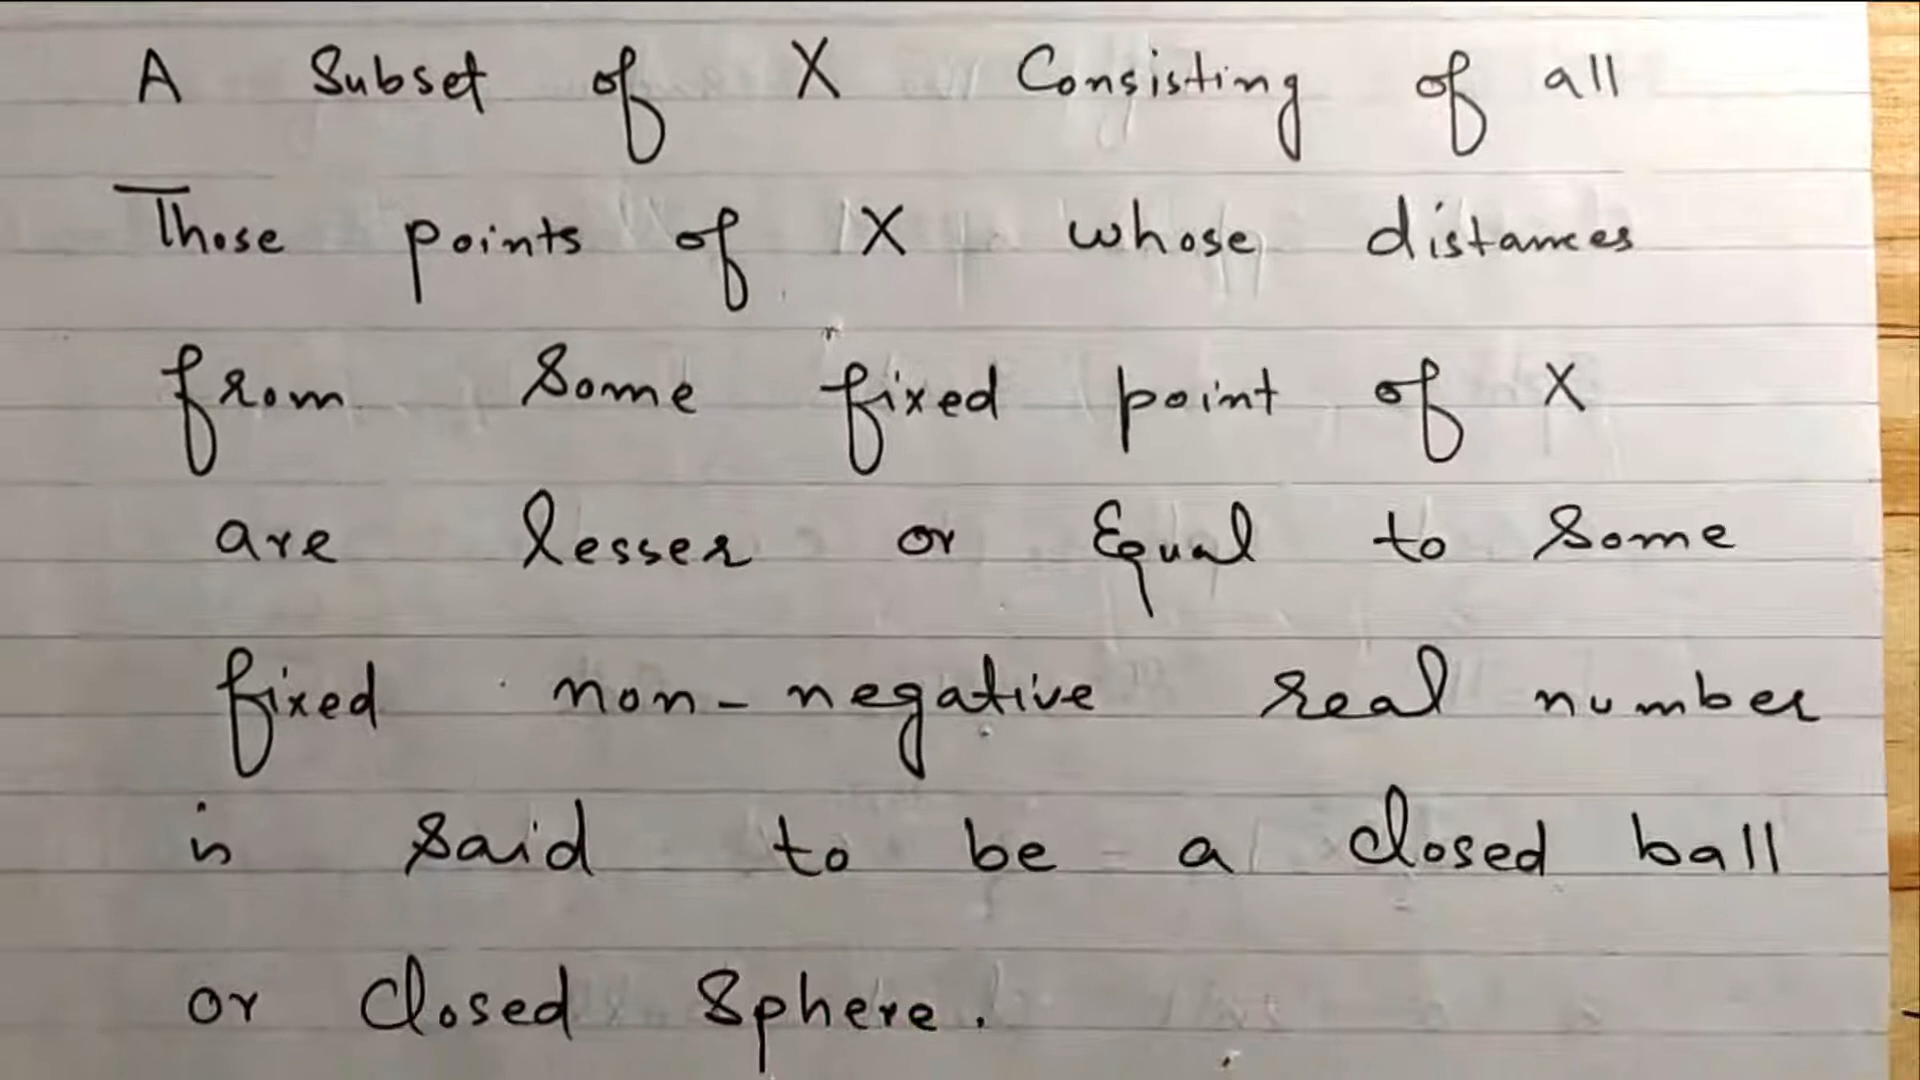 A Subset of X Consisting of all
Those points of X whose distances
from Some fixed point of X
are lesser or Equal to Some
fixed non-negative real number
is said to be a closed ball
or closed Sphere.